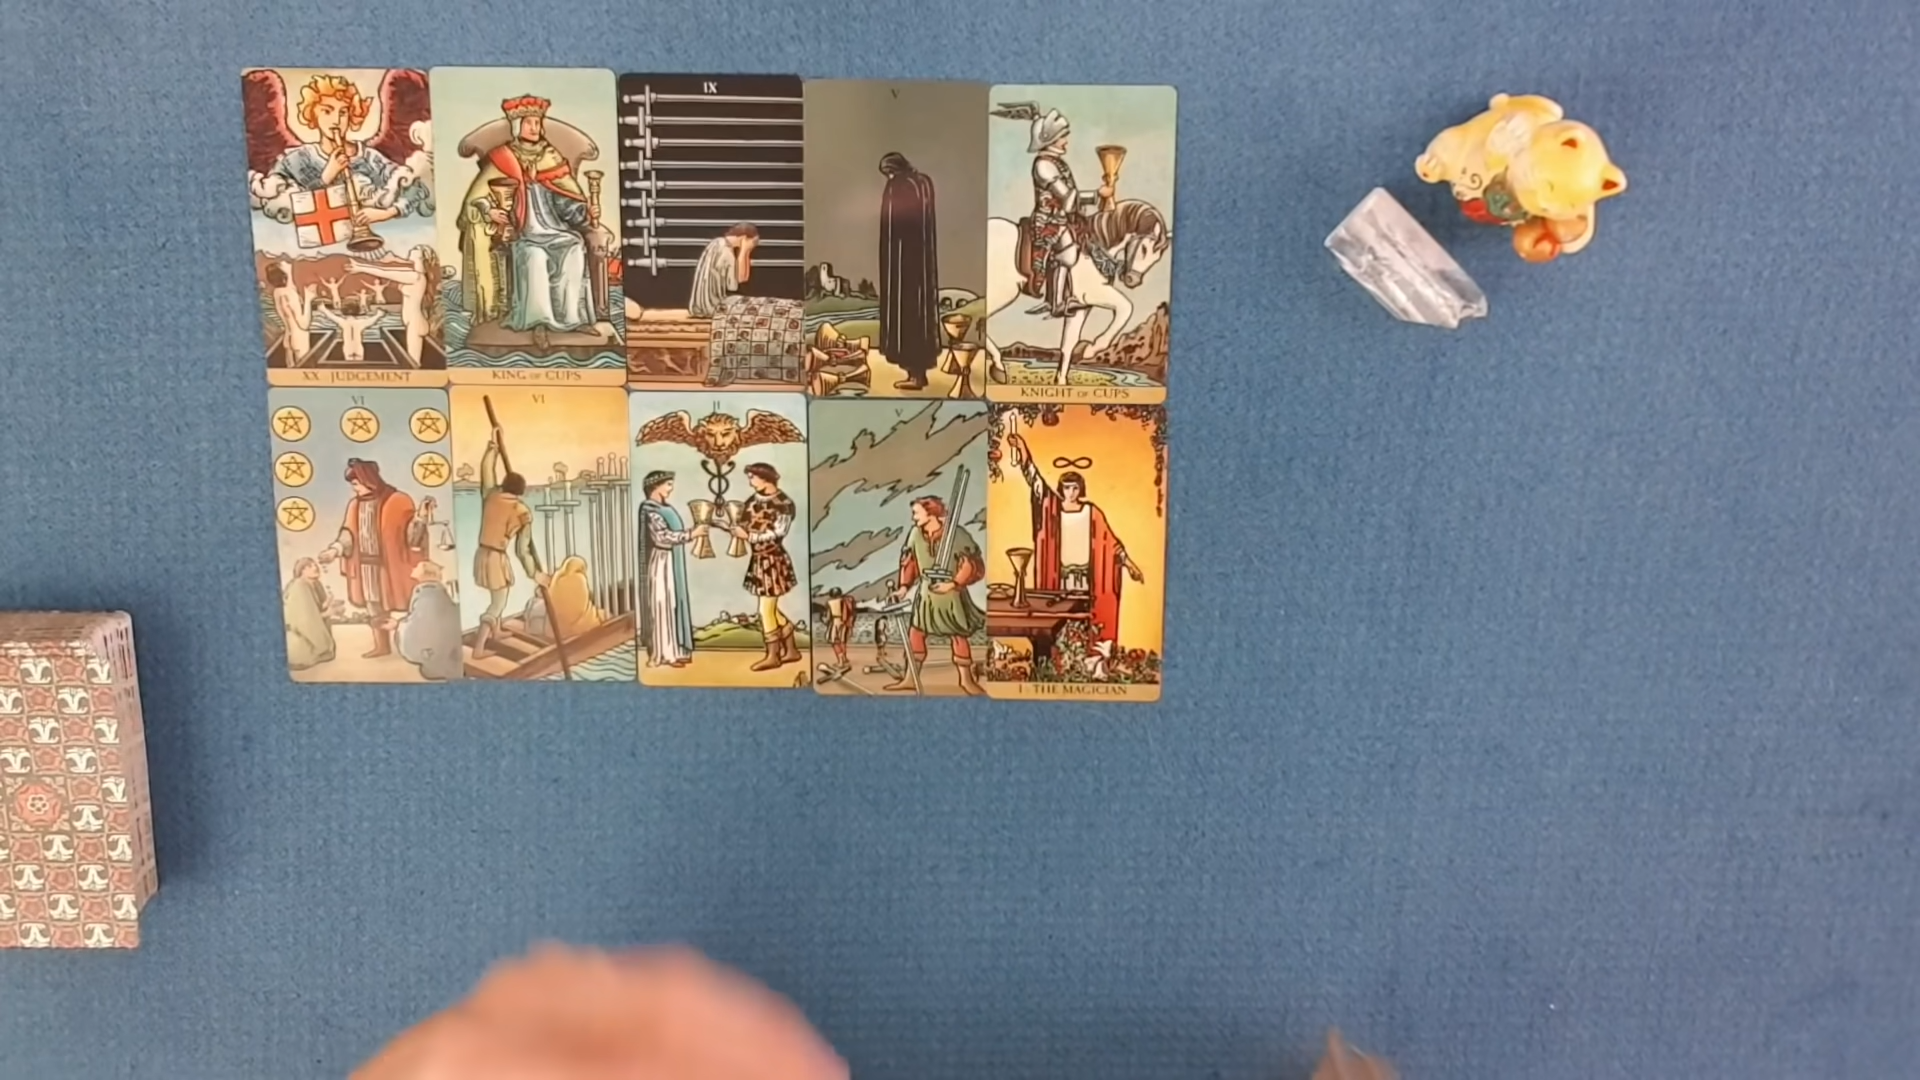 XX JUDGEMENT
KING OF CUPS
IX
V
KNIGHT OF CUPS
VI
VI
II
V
I · THE MAGICIAN